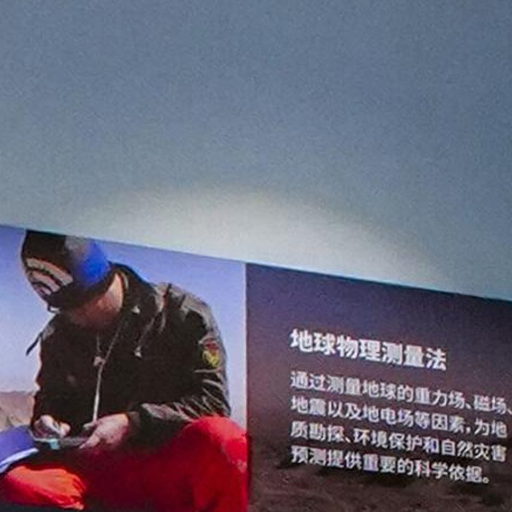 地球物理测量法
通过测量地球的重力场、磁场、
地震以及地电场等因素，为地
质勘探、环境保护和自然灾害
预测提供重要的科学依据。